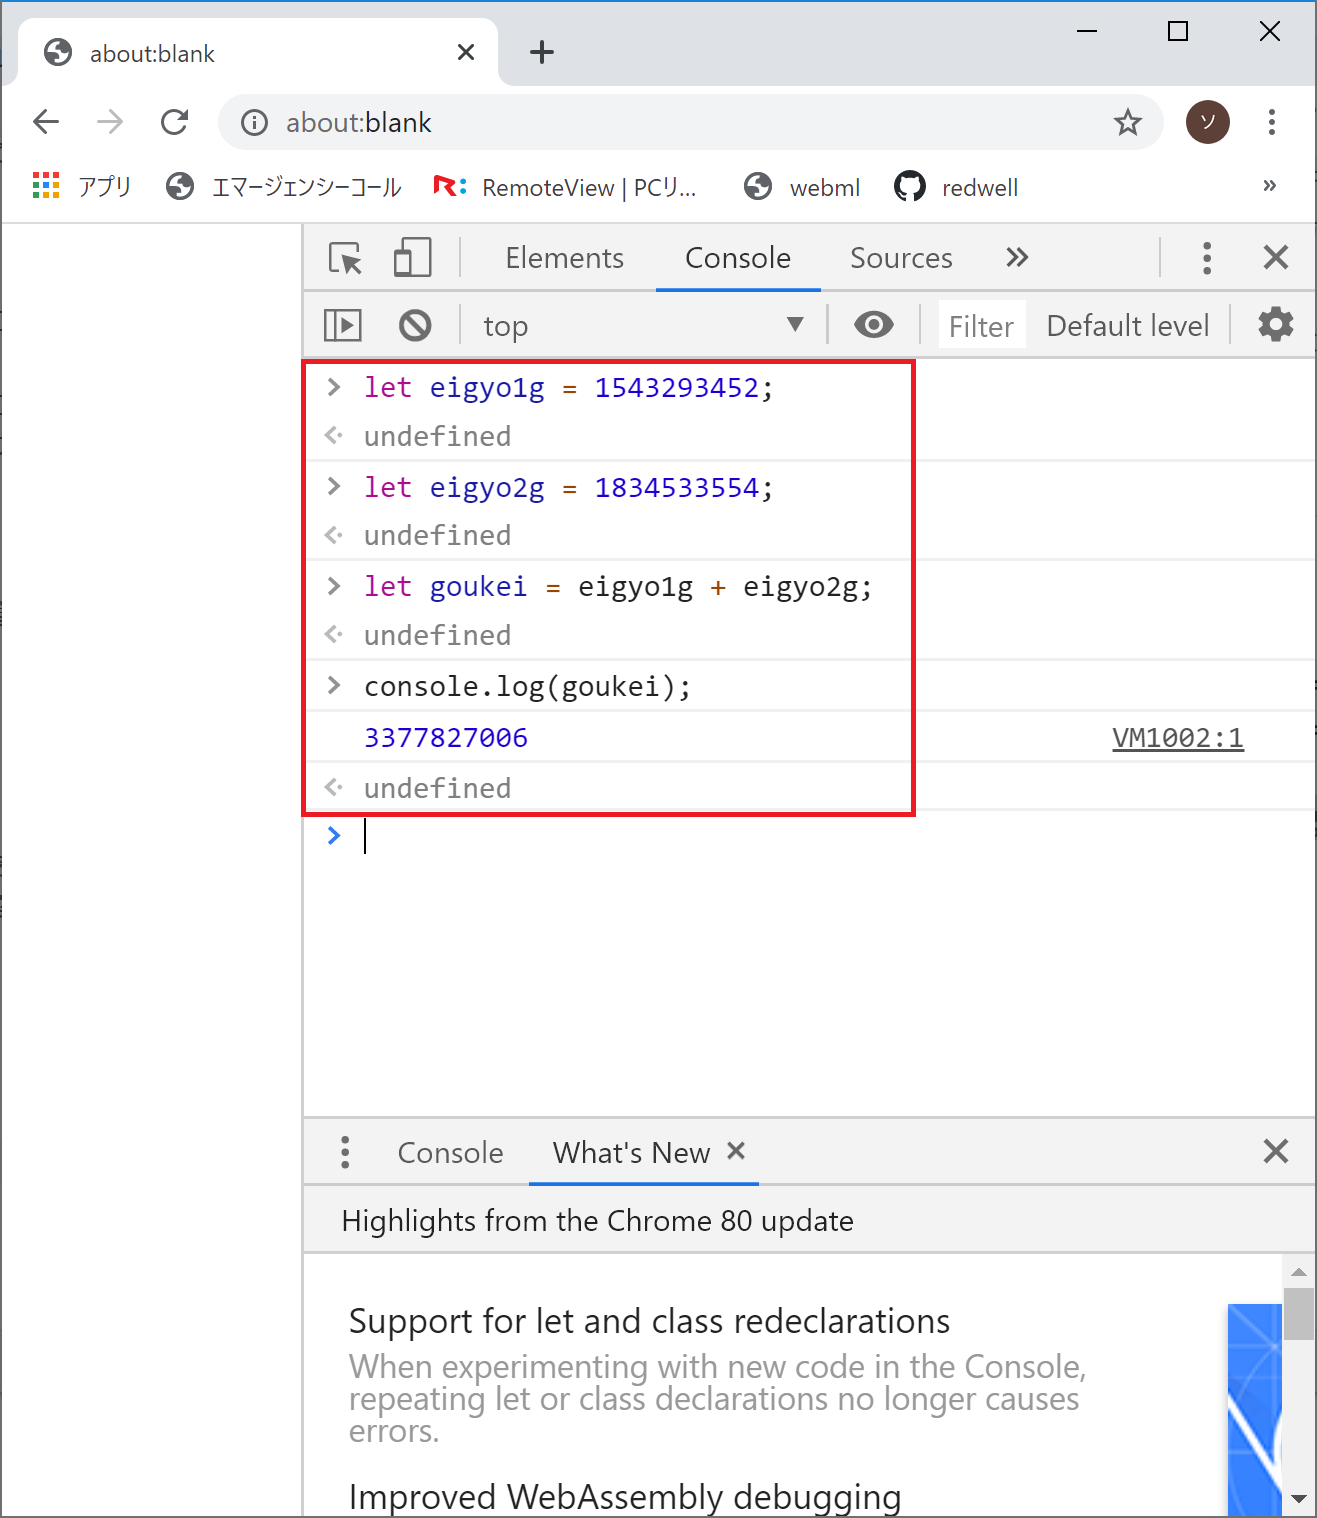 about:blank
about:blank
ソ
アプリ エマージェンシーコール RemoteView | PCリ... webml redwell »
Elements Console Sources »
top ▼ Filter Default level
> let eigyo1g = 1543293452;
undefined
> let eigyo2g = 1834533554;
undefined
> let goukei = eigyo1g + eigyo2g;
undefined
> console.log(goukei);
3377827006 VM1002:1
undefined
>
Console What's New
Highlights from the Chrome 80 update
Support for let and class redeclarations
When experimenting with new code in the Console,
repeating let or class declarations no longer causes
errors.
Improved WebAssembly debugging